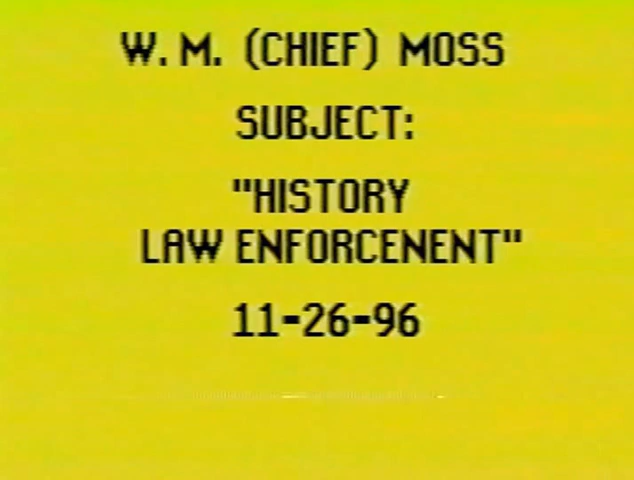 W. M. (CHIEF) MOSS
SUBJECT:
"HISTORY
LAW ENFORCENENT"
11-26-96